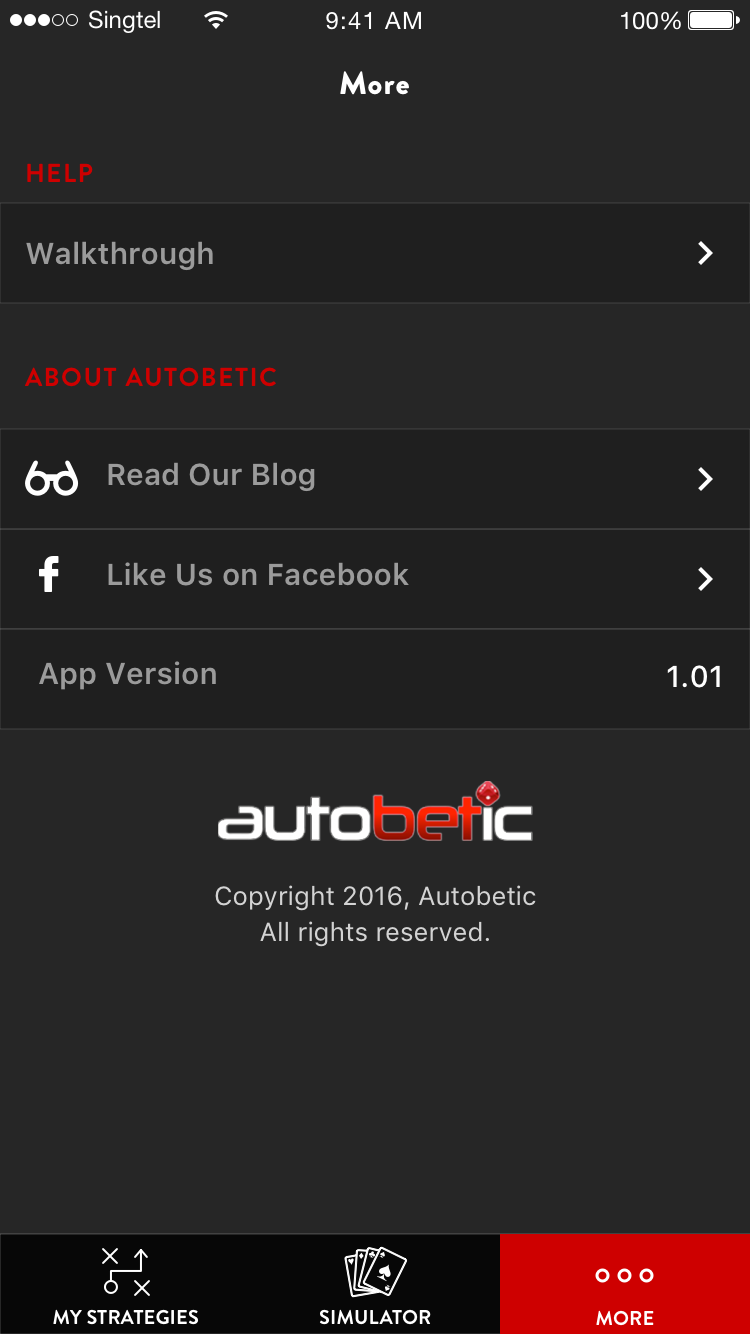 Singtel 9:41 AM 100%
More
HELP
Walkthrough
ABOUT AUTOBETIC
Read Our Blog
Like Us on Facebook
App Version 1.01
autobetic
Copyright 2016, Autobetic
All rights reserved.
MY STRATEGIES SIMULATOR MORE